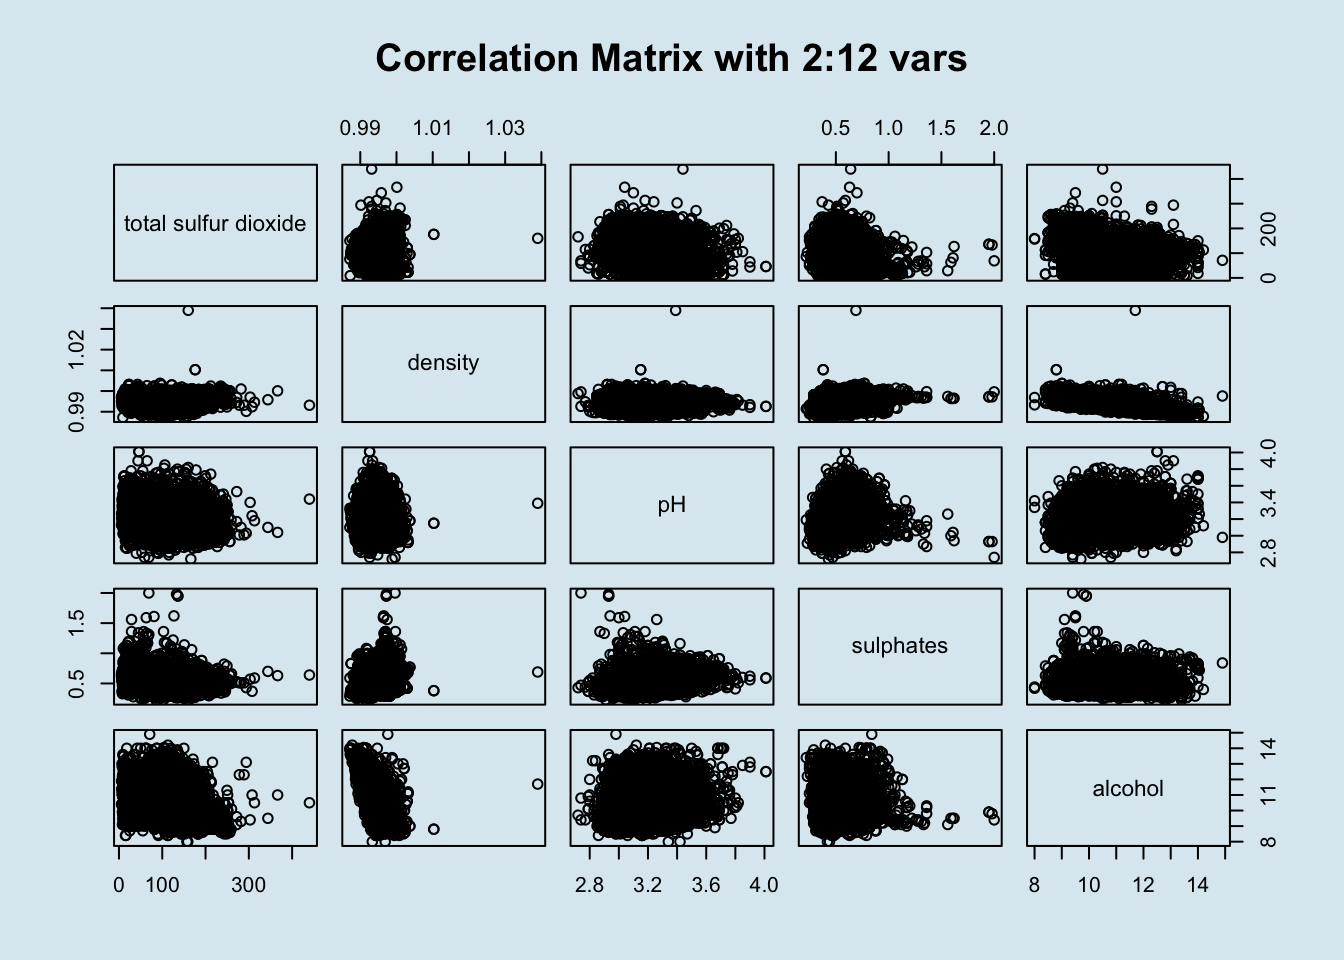 Correlation Matrix with 2:12 vars
0.99 1.01 1.03
0.5 1.0 1.5 2.0
total sulfur dioxide
0 200
0.99 1.02
density
pH
2.8 3.4 4.0
0.5 1.5
sulphates
alcohol
8 11 14
0 100 300
2.8 3.2 3.6 4.0
8 10 12 14